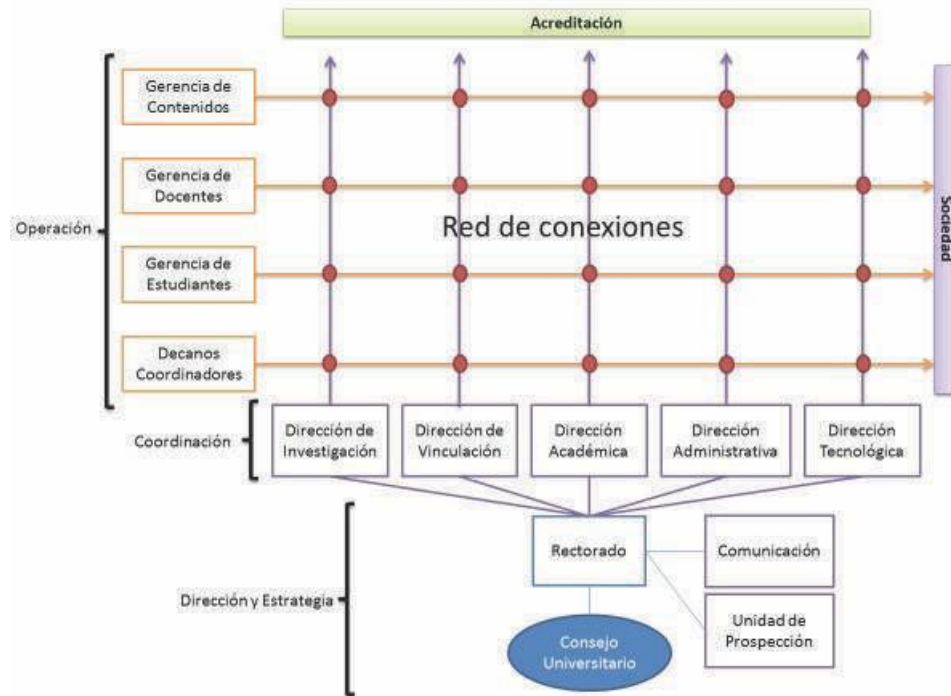 Acreditación
Gerencia de
Contenidos
Gerencia de
Docentes
Operación
Red de conexiones
Sociedad
Gerencia de
Estudiantes
Decanos
Coordinadores
Coordinación
Dirección de
Investigación
Dirección de
Vinculación
Dirección
Académica
Dirección
Administrativa
Dirección
Tecnológica
Rectorado
Comunicación
Dirección y Estrategia
Unidad de
Prospección
Consejo
Universitario